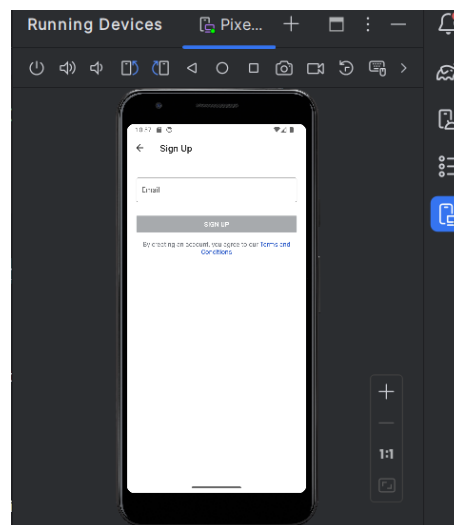 Running Devices
Pixe...
10:57
Sign Up
Email
SIGN UP
By creating an account, you agree to our Terms and
Conditions
1:1